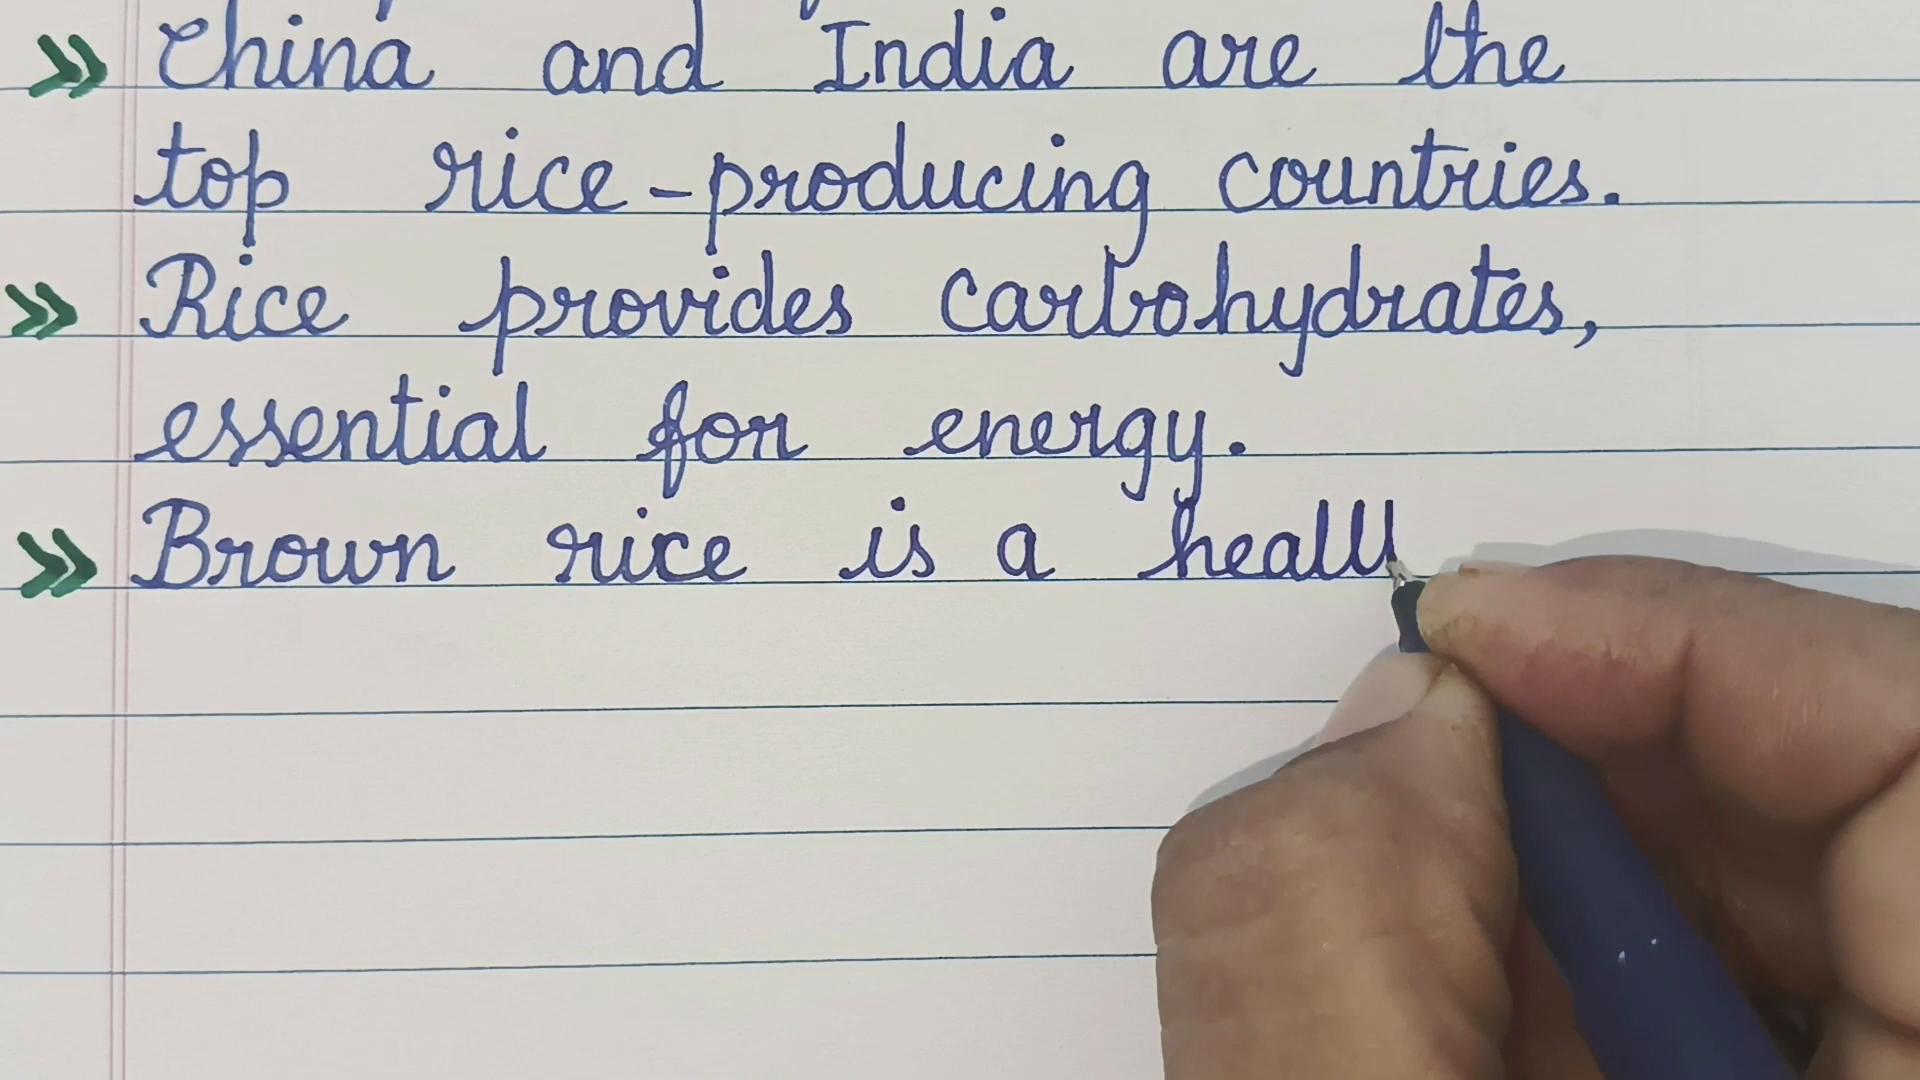 » China and India are the
top rice-producing countries.
» Rice provides carbohydrates,
essential for energy.
» Brown rice is a